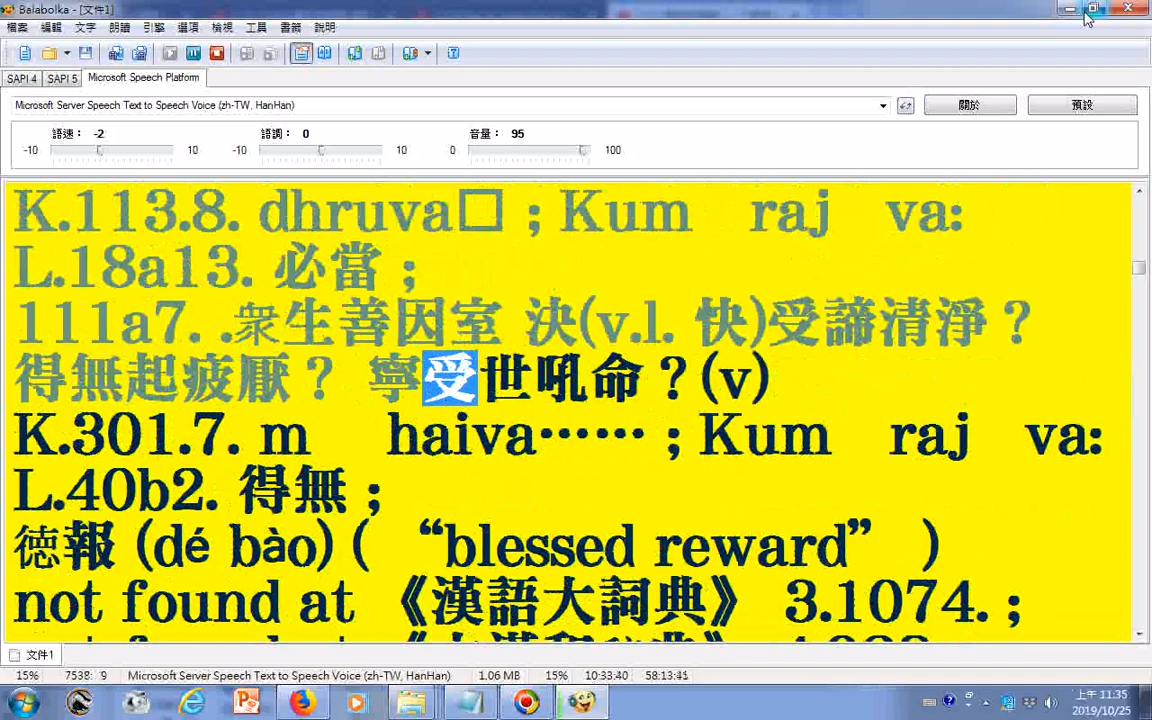 Balabolka - [文件1]
檔案 編輯 文字 朗讀 引擎 選項 檢視 工具 書籤 說明
SAPI 4 SAPI 5 Microsoft Speech Platform
Microsoft Server Speech Text to Speech Voice (zh-TW, HanHan) 關於 預設
語速： -2 語調： 0 音量： 95
-10 10 -10 10 0 100
K.113.8. dhruva□ ; Kum raj va:
L.18a13. 必當 ;
111a7. .衆生善因室 決(v.l. 快)受諦清淨？
得無起疲厭？ 寧受世吼命？(v)
K.301.7. m haiva…… ; Kum raj va:
L.40b2. 得無 ;
徳報 (dé bào) ( “blessed reward” )
not found at 《漢語大詞典》 3.1074. ;
文件1
15% 7538: 9 Microsoft Server Speech Text to Speech Voice (zh-TW, HanHan) 1.06 MB 15% 10:33:40 58:13:41
上午 11:35
2019/10/25